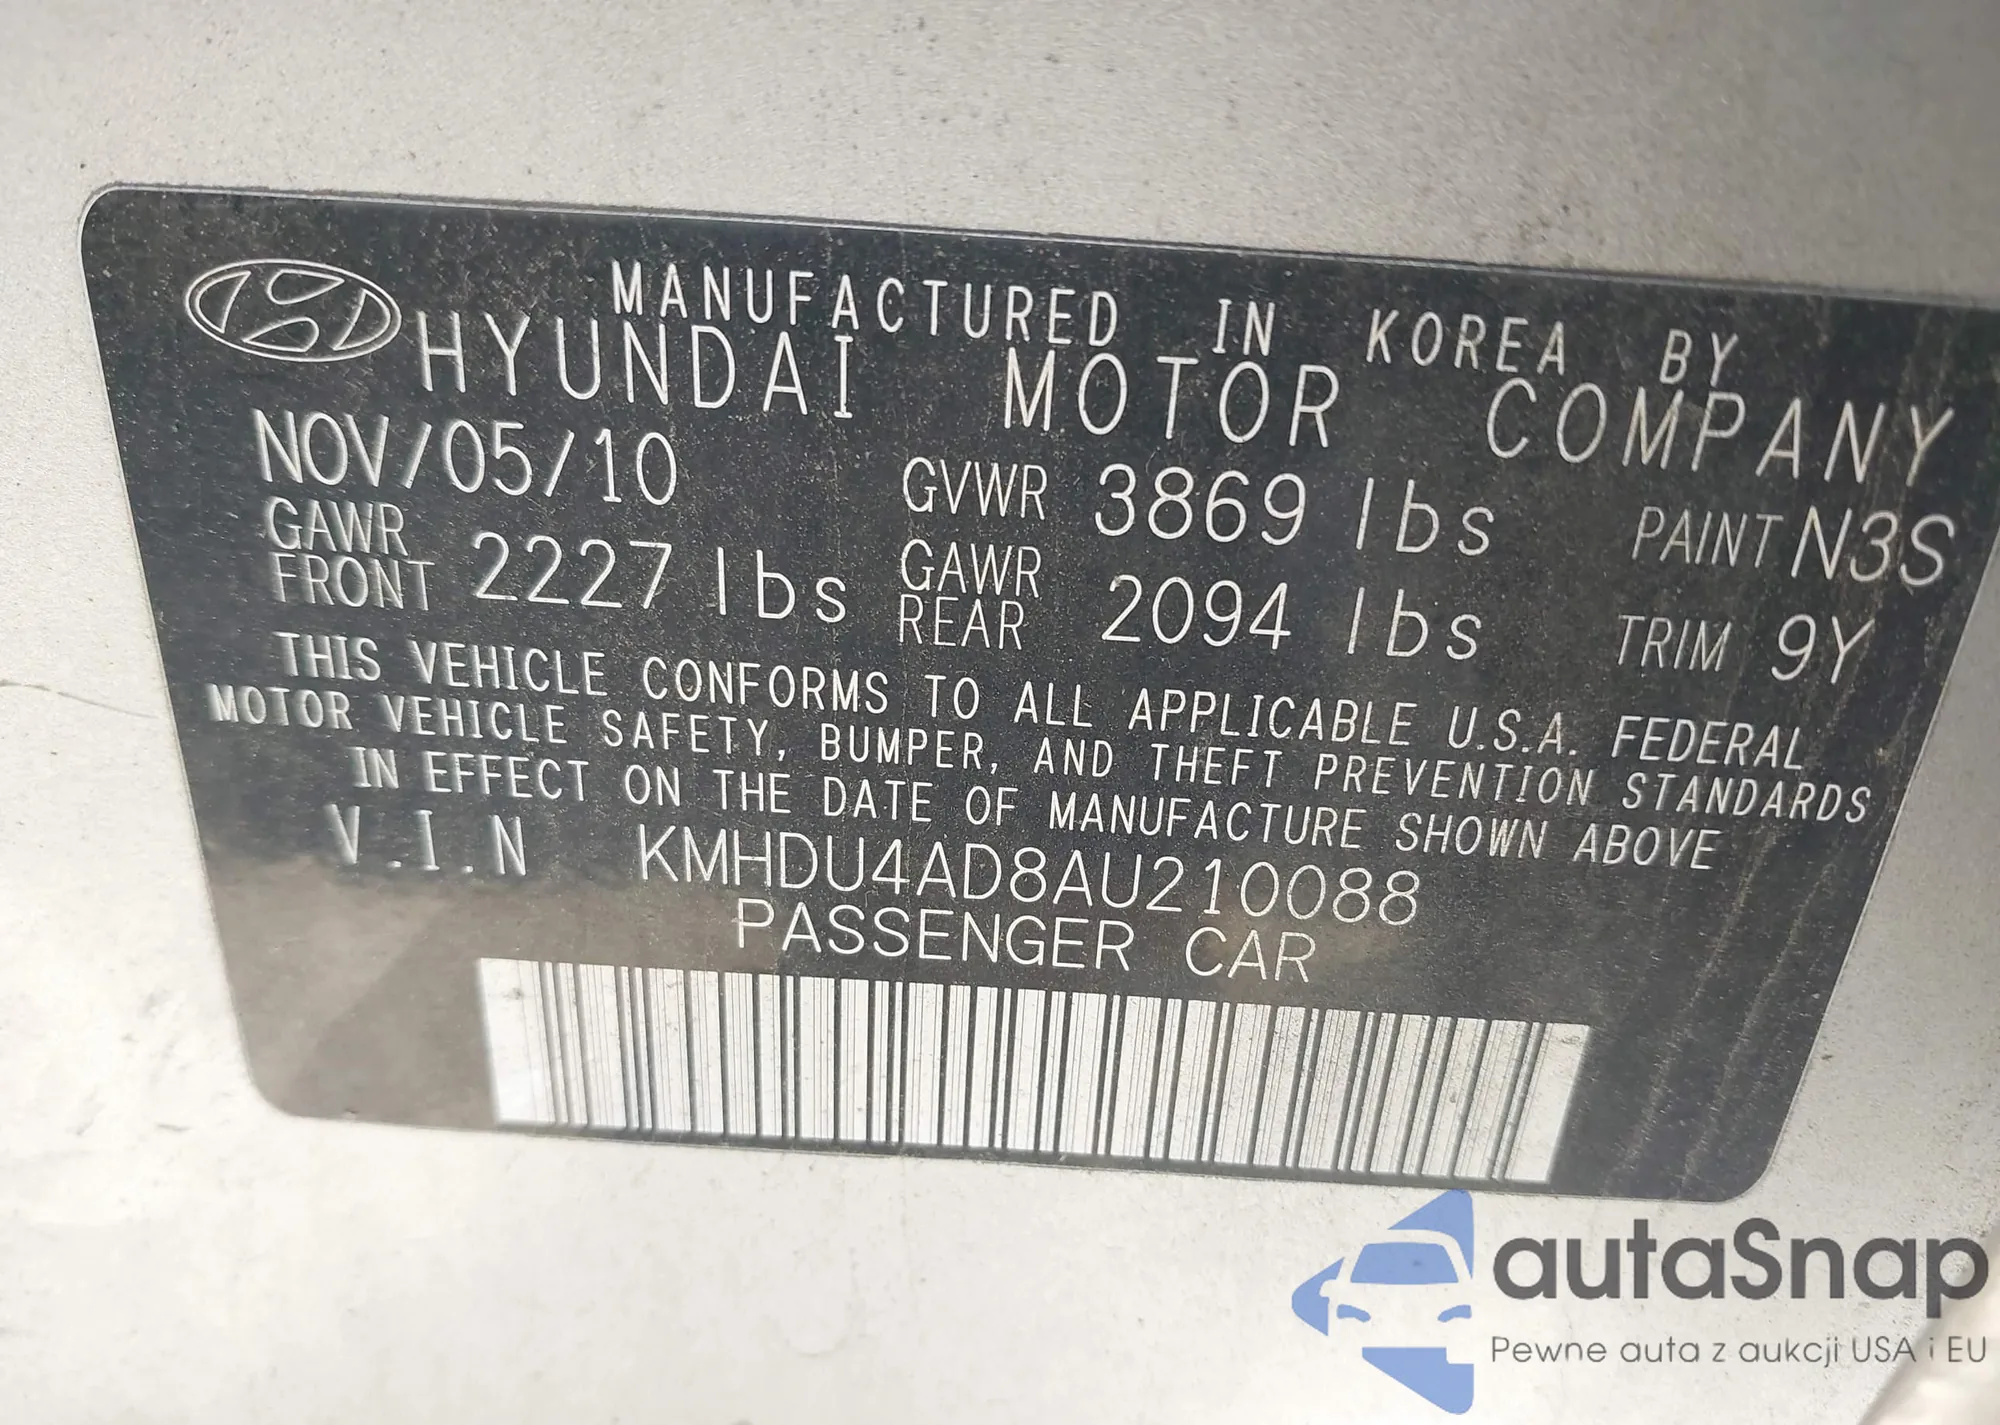 MANUFACTURED IN KOREA BY
HYUNDAI MOTOR COMPANY
NOV/05/10 GVWR 3869 lbs PAINT N3S
GAWR FRONT 2227 lbs GAWR REAR 2094 lbs TRIM 9Y
THIS VEHICLE CONFORMS TO ALL APPLICABLE U.S.A. FEDERAL
MOTOR VEHICLE SAFETY, BUMPER, AND THEFT PREVENTION STANDARDS
IN EFFECT ON THE DATE OF MANUFACTURE SHOWN ABOVE
V.I.N KMHDU4AD8AU210088
PASSENGER CAR
autaSnap
Pewne auta z aukcji USA i EU